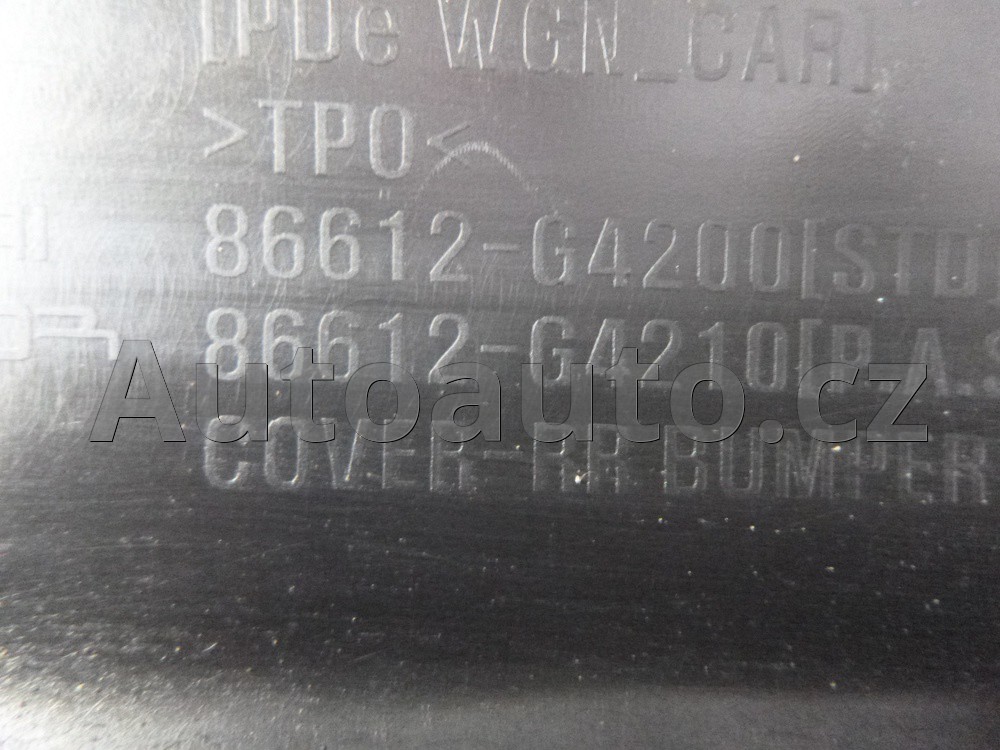 [PDe WGN_CAR]
>TPO<
86612-G4200[STD]
86612-G4210[P.A.S
COVER-RR BUMPER
Autoauto.cz